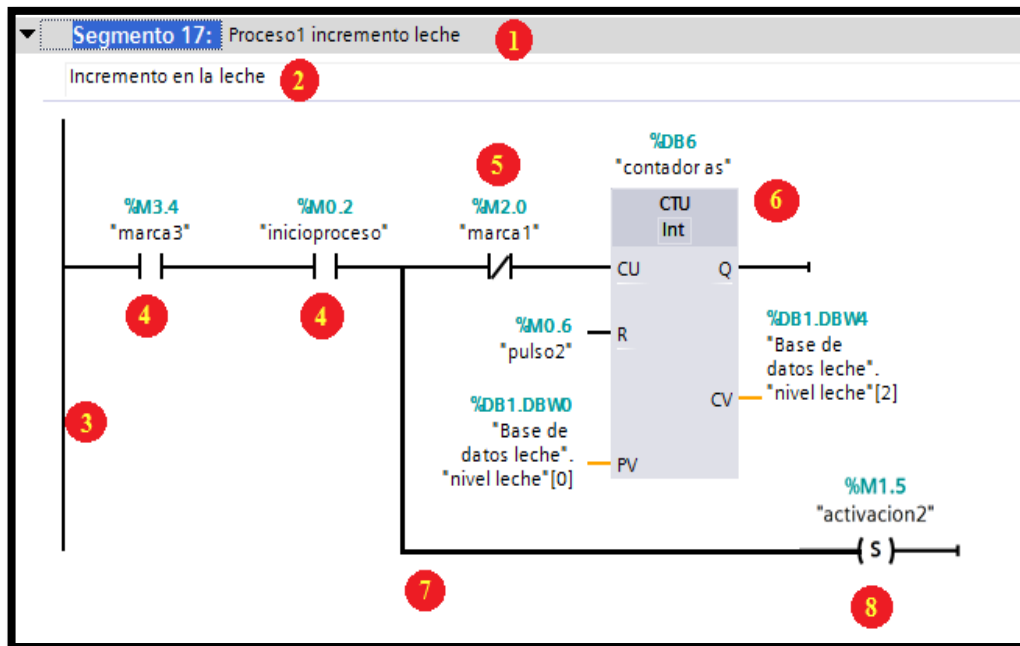 Segmento 17: Proceso1 incremento leche 1
Incremento en la leche 2
%DB6
"contador as"
5
6
%M3.4
"marca3"
%M0.2
"inicioproceso"
%M2.0
"marca1"
CTU
Int
CU Q
4
4
%M0.6
"pulso2"
R
%DB1.DBW4
"Base de
datos leche".
"nivel leche"[2]
CV
3
%DB1.DBW0
"Base de
datos leche".
"nivel leche"[0]
PV
%M1.5
"activacion2"
S
7
8